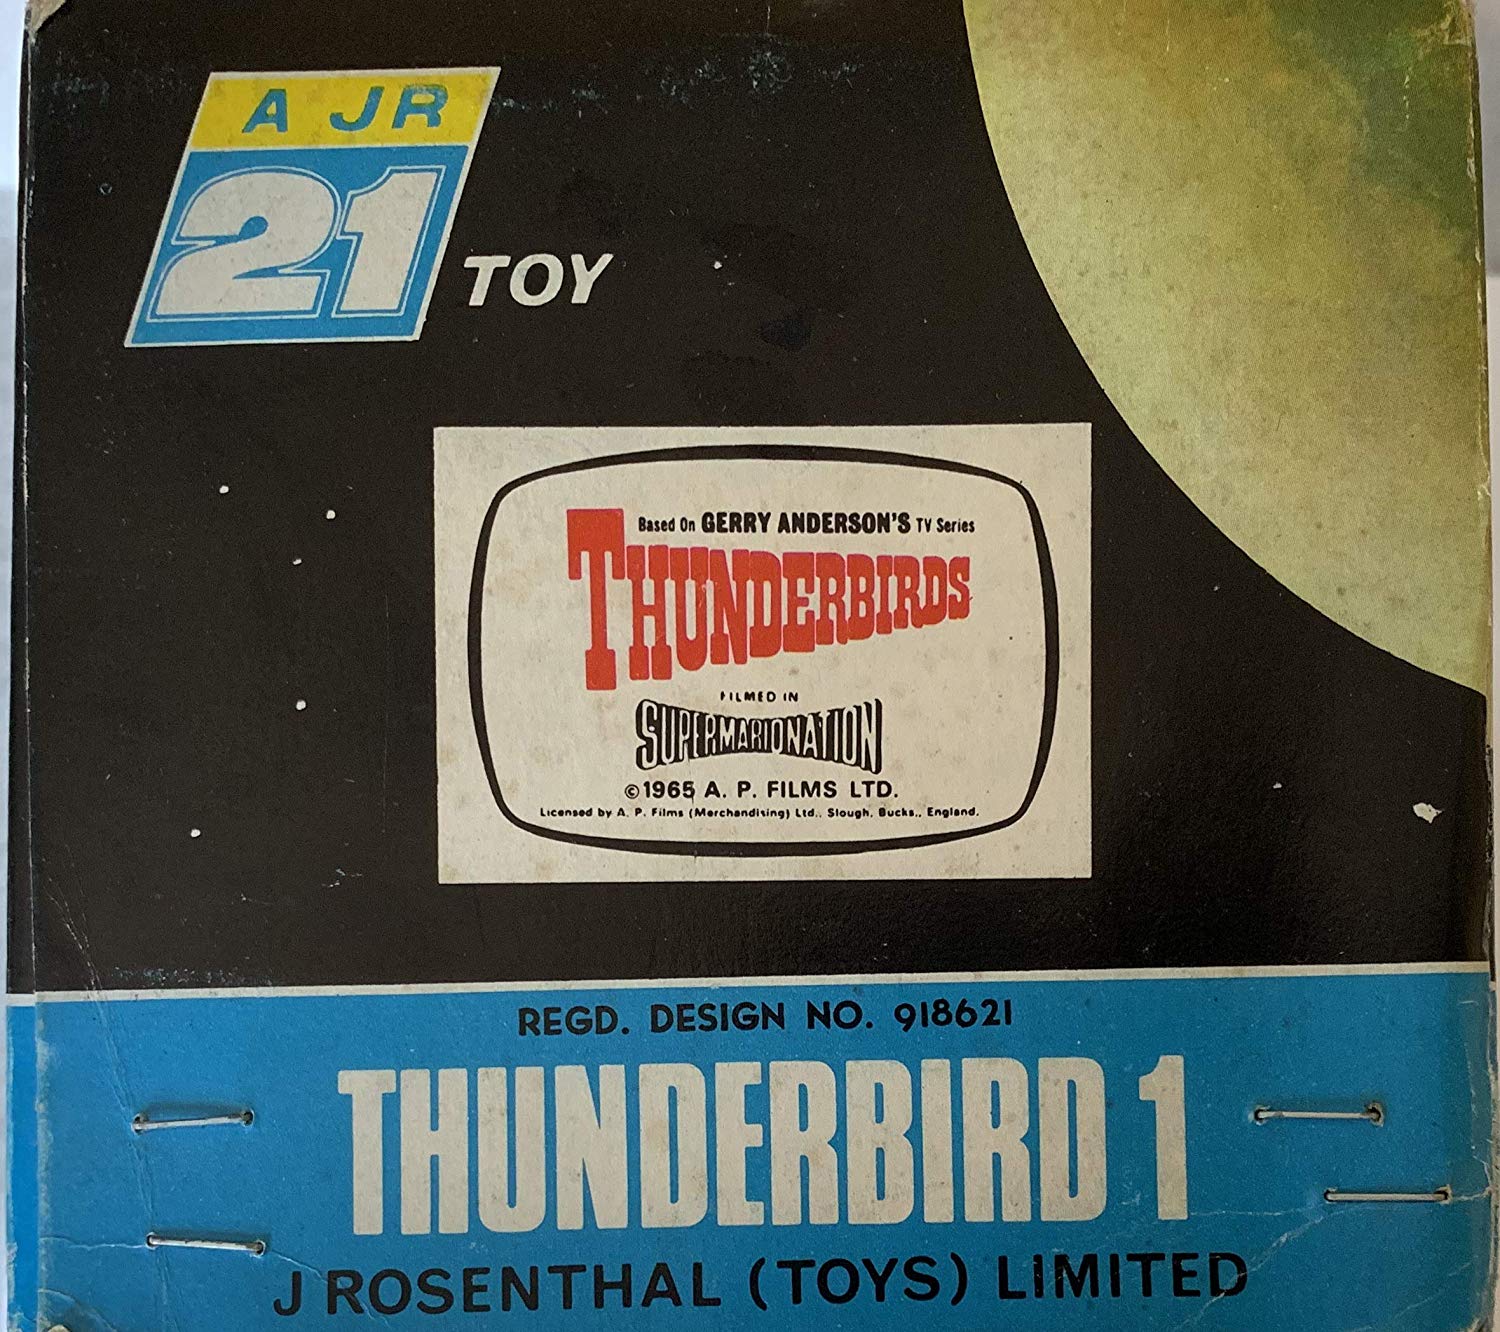 A JR
21
TOY
Based On GERRY ANDERSON'S TV Series
THUNDERBIRDS
FILMED IN
SUPERMARIONATION
© 1965 A. P. FILMS LTD.
Licensed by A. P. Films (Merchandising) Ltd., Slough, Bucks., England.
REGD. DESIGN NO. 918621
THUNDERBIRD 1
J ROSENTHAL (TOYS) LIMITED